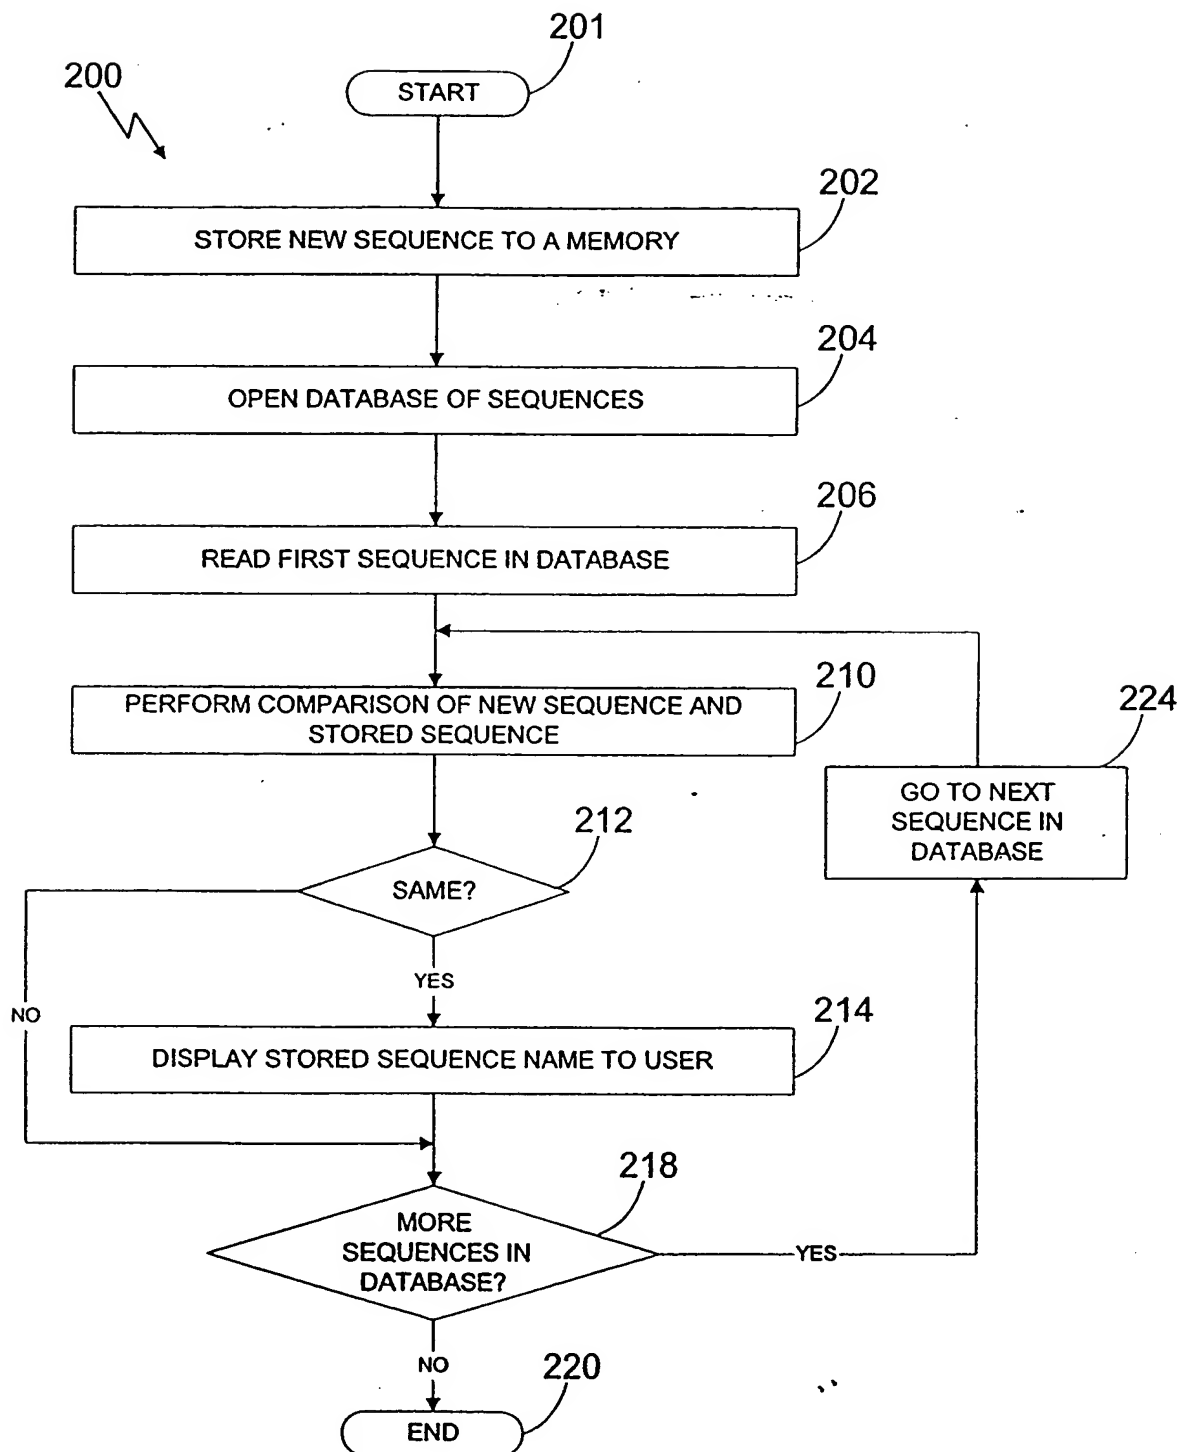 201
200
START
202
STORE NEW SEQUENCE TO A MEMORY
204
OPEN DATABASE OF SEQUENCES
206
READ FIRST SEQUENCE IN DATABASE
210
PERFORM COMPARISON OF NEW SEQUENCE AND
STORED SEQUENCE
224
GO TO NEXT
SEQUENCE IN
DATABASE
212
SAME?
YES
NO
214
DISPLAY STORED SEQUENCE NAME TO USER
218
MORE
SEQUENCES IN
DATABASE?
YES
NO
220
END